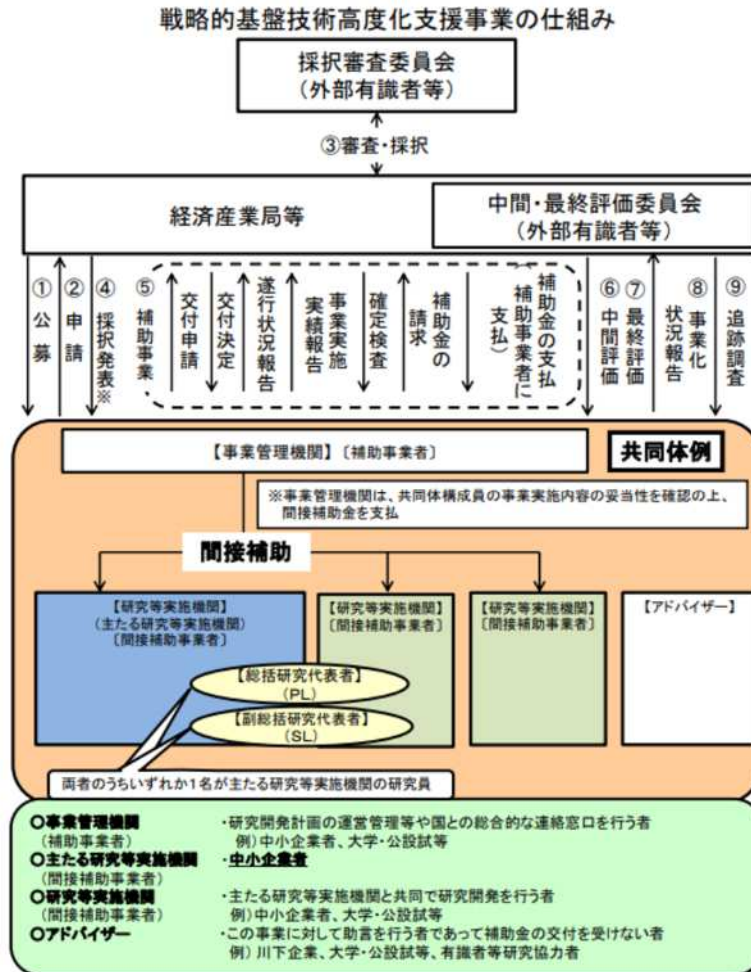 戦略的基盤技術高度化支援事業の仕組み
採択審査委員会
（外部有識者等）
③審査・採択
経済産業局等
中間・最終評価委員会
（外部有識者等）
①公募
②申請
④採択発表※
⑤補助事業
交付申請
交付決定
遂行状況報告
事業実施
実績報告
確定検査
補助金の
請求
補助金の支払
（補助事業者に
支払）
⑥中間評価
⑦最終評価
⑧事業化
状況報告
⑨追跡調査
【事業管理機関】〔補助事業者〕
共同体例
※事業管理機関は、共同体構成員の事業実施内容の妥当性を確認の上、
間接補助金を支払
間接補助
【研究等実施機関】
（主たる研究等実施機関）
〔間接補助事業者〕
【研究等実施機関】
〔間接補助事業者〕
【研究等実施機関】
〔間接補助事業者〕
【アドバイザー】
【総括研究代表者】
（PL）
【副総括研究代表者】
（SL）
両者のうちいずれか1名が主たる研究等実施機関の研究員
○事業管理機関 ・研究開発計画の運営管理等や国との総合的な連絡窓口を行う者
（補助事業者） 例）中小企業者、大学・公設試等
○主たる研究等実施機関 ・中小企業者
（間接補助事業者）
○研究等実施機関 ・主たる研究等実施機関と共同で研究開発を行う者
（間接補助事業者） 例）中小企業者、大学・公設試等
○アドバイザー ・この事業に対して助言を行う者であって補助金の交付を受けない者
例）川下企業、大学・公設試等、有識者等研究協力者